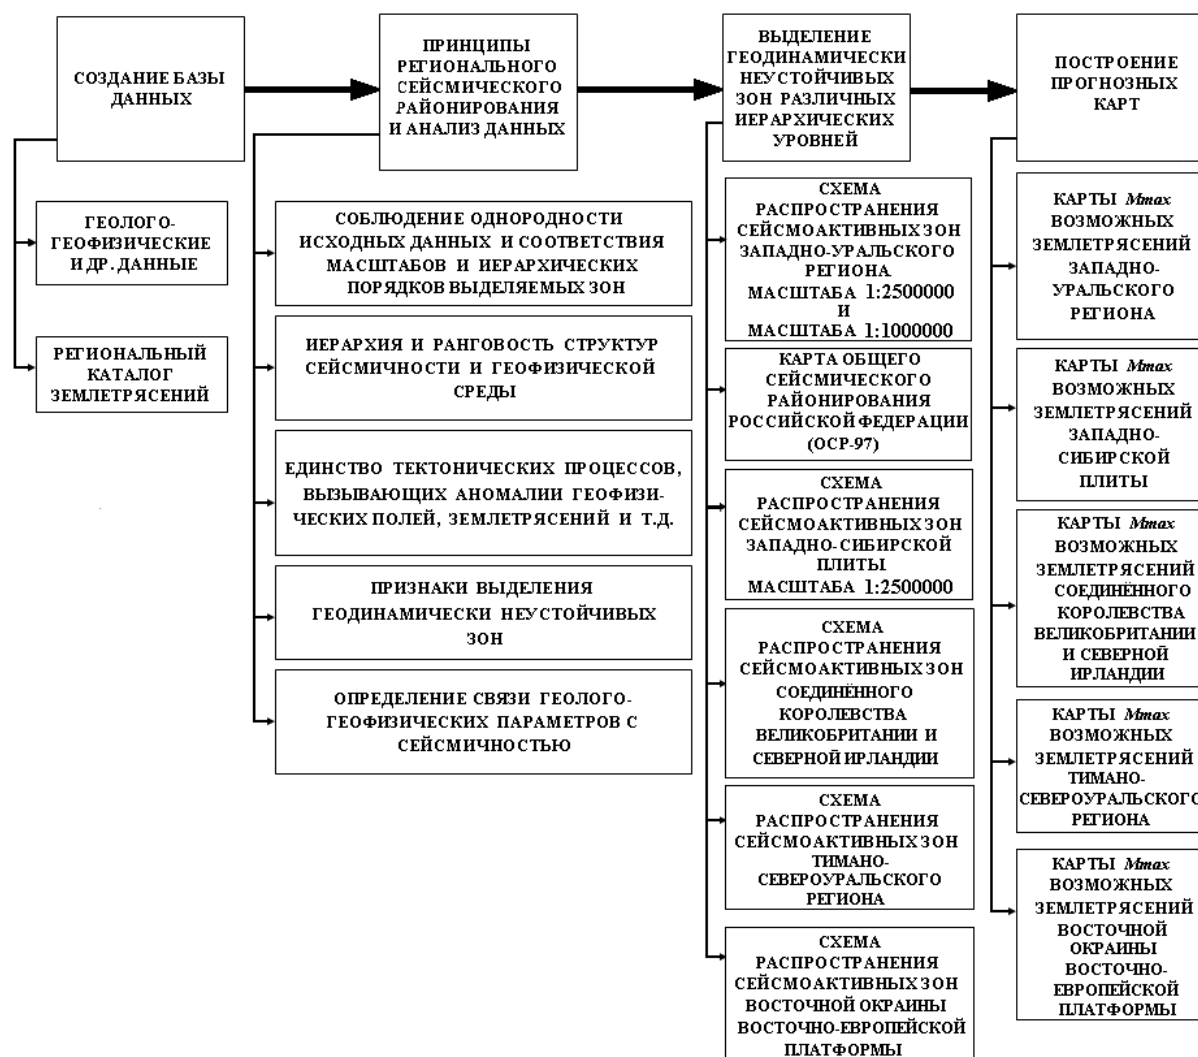 СОЗДАНИЕ БАЗЫ
ДАННЫХ
ГЕОЛОГО-
ГЕОФИЗИЧЕСКИЕ
И ДР. ДАННЫЕ
РЕГИОНАЛЬНЫЙ
КАТАЛОГ
ЗЕМЛЕТРЯСЕНИЙ
ПРИНЦИПЫ
РЕГИОНАЛЬНОГО
СЕЙСМИЧЕСКОГО
РАЙОНИРОВАНИЯ
И АНАЛИЗ ДАННЫХ
СОБЛЮДЕНИЕ ОДНОРОДНОСТИ
ИСХОДНЫХ ДАННЫХ И СООТВЕТСТВИЯ
МАСШТАБОВ И ИЕРАРХИЧЕСКИХ
ПОРЯДКОВ ВЫДЕЛЯЕМЫХ ЗОН
ИЕРАРХИЯ И РАНГОВОСТЬ СТРУКТУР
СЕЙСМИЧНОСТИ И ГЕОФИЗИЧЕСКОЙ
СРЕДЫ
ЕДИНСТВО ТЕКТОНИЧЕСКИХ ПРОЦЕССОВ,
ВЫЗЫВАЮЩИХ АНОМАЛИИ ГЕОФИЗИ-
ЧЕСКИХ ПОЛЕЙ, ЗЕМЛЕТРЯСЕНИЙ И Т.Д.
ПРИЗНАКИ ВЫДЕЛЕНИЯ
ГЕОДИНАМИЧЕСКИ НЕУСТОЙЧИВЫХ
ЗОН
ОПРЕДЕЛЕНИЕ СВЯЗИ ГЕОЛОГО-
ГЕОФИЗИЧЕСКИХ ПАРАМЕТРОВ С
СЕЙСМИЧНОСТЬЮ
ВЫДЕЛЕНИЕ
ГЕОДИНАМИЧЕСКИ
НЕУСТОЙЧИВЫХ
ЗОН РАЗЛИЧНЫХ
ИЕРАРХИЧЕСКИХ
УРОВНЕЙ
СХЕМА
РАСПРОСТРАНЕНИЯ
СЕЙСМОАКТИВНЫХ ЗОН
ЗАПАДНО-УРАЛЬСКОГО
РЕГИОНА
МАСШТАБА 1:2500000
И
МАСШТАБА 1:1000000
КАРТА ОБЩЕГО
СЕЙСМИЧЕСКОГО
РАЙОНИРОВАНИЯ
РОССИЙСКОЙ ФЕДЕРАЦИИ
(ОСР-97)
СХЕМА
РАСПРОСТРАНЕНИЯ
СЕЙСМОАКТИВНЫХ ЗОН
ЗАПАДНО-СИБИРСКОЙ
ПЛИТЫ
МАСШТАБА 1:2500000
СХЕМА
РАСПРОСТРАНЕНИЯ
СЕЙСМОАКТИВНЫХ ЗОН
СОЕДИНЁННОГО
КОРОЛЕВСТВА
ВЕЛИКОБРИТАНИИ И
СЕВЕРНОЙ ИРЛАНДИИ
СХЕМА
РАСПРОСТРАНЕНИЯ
СЕЙСМОАКТИВНЫХ ЗОН
ТИМАНО-
СЕВЕРОУРАЛЬСКОГО
РЕГИОНА
СХЕМА
РАСПРОСТРАНЕНИЯ
СЕЙСМОАКТИВНЫХ ЗОН
ВОСТОЧНОЙ ОКРАИНЫ
ВОСТОЧНО-ЕВРОПЕЙСКОЙ
ПЛАТФОРМЫ
ПОСТРОЕНИЕ
ПРОГНОЗНЫХ
КАРТ
КАРТЫ Mmax
ВОЗМОЖНЫХ
ЗЕМЛЕТРЯСЕНИЙ
ЗАПАДНО-
УРАЛЬСКОГО
РЕГИОНА
КАРТЫ Mmax
ВОЗМОЖНЫХ
ЗЕМЛЕТРЯСЕНИЙ
ЗАПАДНО-
СИБИРСКОЙ
ПЛИТЫ
КАРТЫ Mmax
ВОЗМОЖНЫХ
ЗЕМЛЕТРЯСЕНИЙ
СОЕДИНЁННОГО
КОРОЛЕВСТВА
ВЕЛИКОБРИТАНИИ
И СЕВЕРНОЙ
ИРЛАНДИИ
КАРТЫ Mmax
ВОЗМОЖНЫХ
ЗЕМЛЕТРЯСЕНИЙ
ТИМАНО-
СЕВЕРОУРАЛЬСКОГО
РЕГИОНА
КАРТЫ Mmax
ВОЗМОЖНЫХ
ЗЕМЛЕТРЯСЕНИЙ
ВОСТОЧНОЙ
ОКРАИНЫ
ВОСТОЧНО-
ЕВРОПЕЙСКОЙ
ПЛАТФОРМЫ